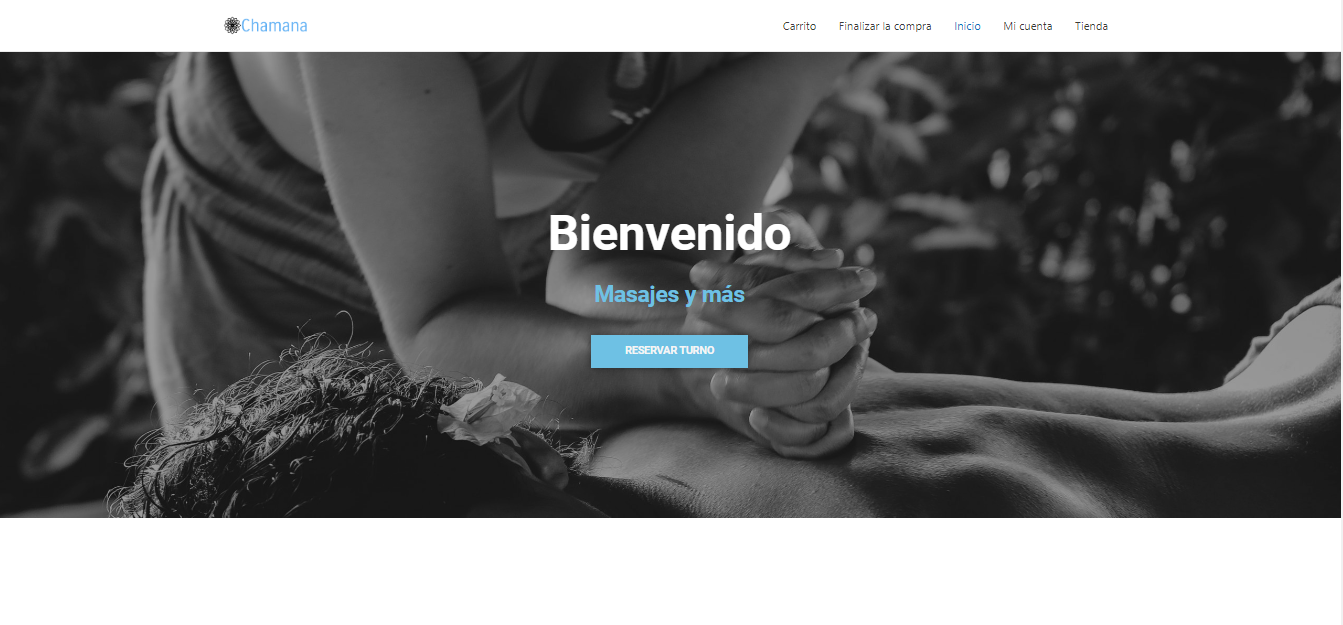 Chamana
Carrito Finalizar la compra Inicio Mi cuenta Tienda
Bienvenido
Masajes y más
RESERVAR TURNO